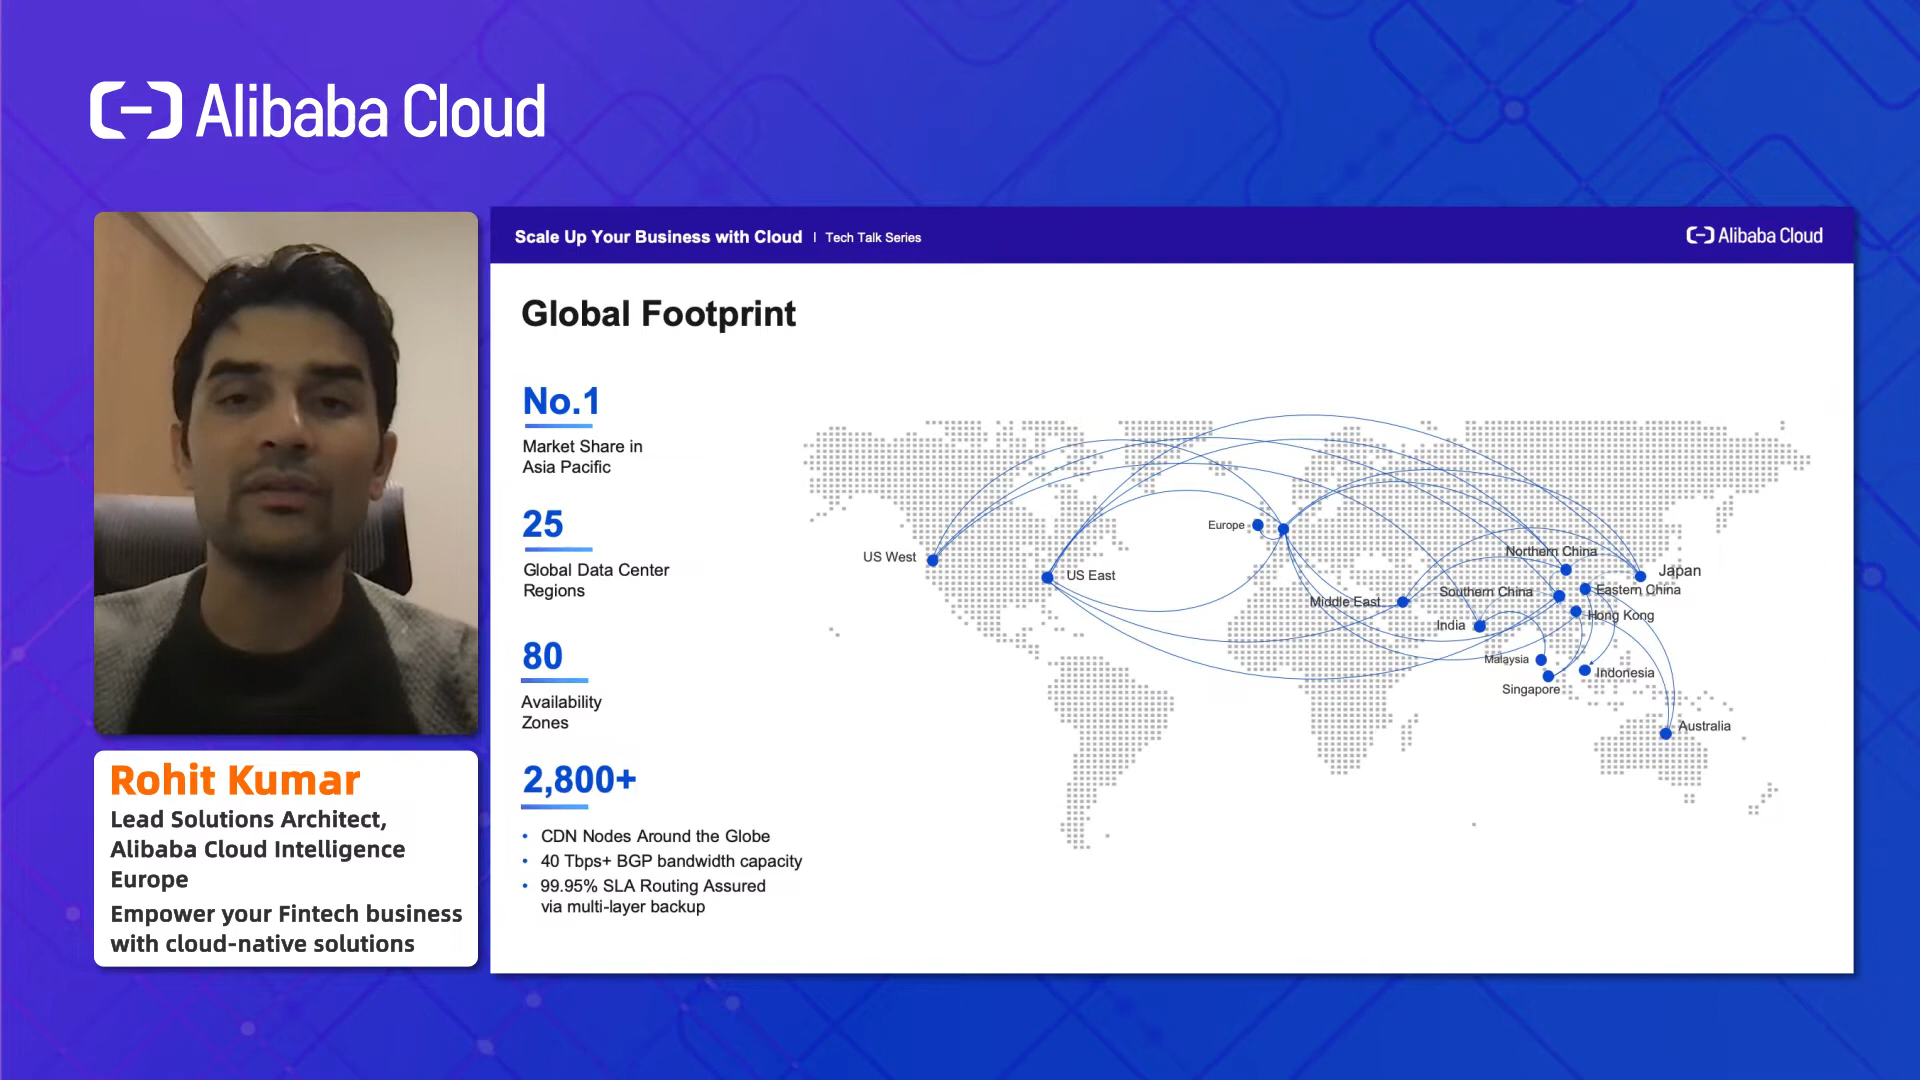 Alibaba Cloud
Scale Up Your Business with Cloud | Tech Talk Series
Alibaba Cloud
Global Footprint
No.1
Market Share in
Asia Pacific
25
Global Data Center
Regions
80
Availability
Zones
2,800+
• CDN Nodes Around the Globe
• 40 Tbps+ BGP bandwidth capacity
• 99.95% SLA Routing Assured
via multi-layer backup
US West
US East
Europe
Middle East
India
Northern China
Southern China
Japan
Eastern China
Hong Kong
Malaysia
Singapore
Indonesia
Australia
Rohit Kumar
Lead Solutions Architect,
Alibaba Cloud Intelligence
Europe
Empower your Fintech business
with cloud-native solutions